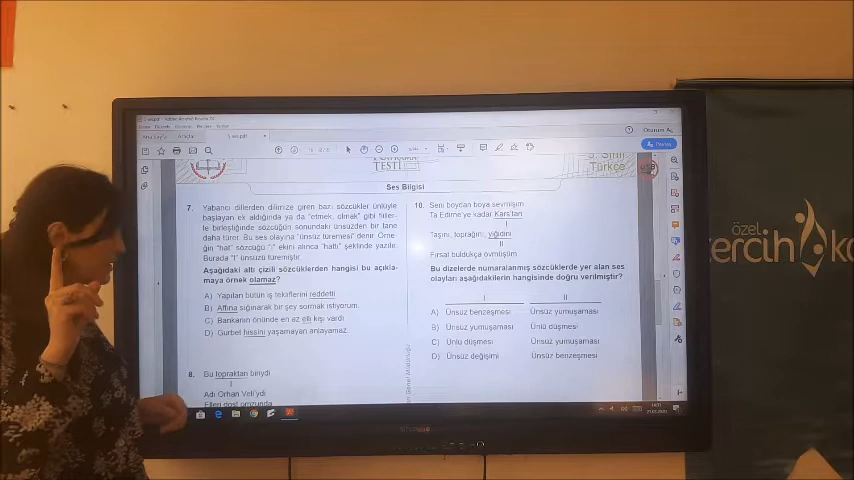 Oturum Aç
TESTİ
5. Sınıf
Türkçe
Ses Bilgisi
7. Yabancı dillerden dilimize giren bazı sözcükler ünlüyle
başlayan ek aldığında ya da "etmek, olmak" gibi fiiller-
le birleştiğinde sözcüğün sonundaki ünsüzden bir tane
daha türer. Bu ses olayına "ünsüz türemesi" denir. Örne-
ğin "hat" sözcüğü "ı" ekini alınca "hattı" şeklinde yazılır.
Burada "t" ünsüzü türemiştir.
Aşağıdaki altı çizili sözcüklerden hangisi bu açıkla-
maya örnek olamaz?
A) Yapılan bütün iş tekliflerini reddetti.
B) Affına sığınarak bir şey sormak istiyorum.
C) Bankanın önünde en az elli kişi vardı.
D) Gurbet hissini yaşamayan anlayamaz.
8. Bu topraktan biriydi
I
Adı Orhan Veli'ydi
10. Seni boydan boya sevmişim
Ta Edirne'ye kadar Kars'tan
I
Taşını, toprağını, yiğidini
II
Fırsat buldukça övmüşüm
Bu dizelerde numaralanmış sözcüklerde yer alan ses
olayları aşağıdakilerin hangisinde doğru verilmiştir?
I II
A) Ünsüz benzeşmesi Ünsüz yumuşaması
B) Ünsüz yumuşaması Ünlü düşmesi
C) Ünlü düşmesi Ünsüz yumuşaması
D) Ünsüz değişimi Ünsüz benzeşmesi
özel